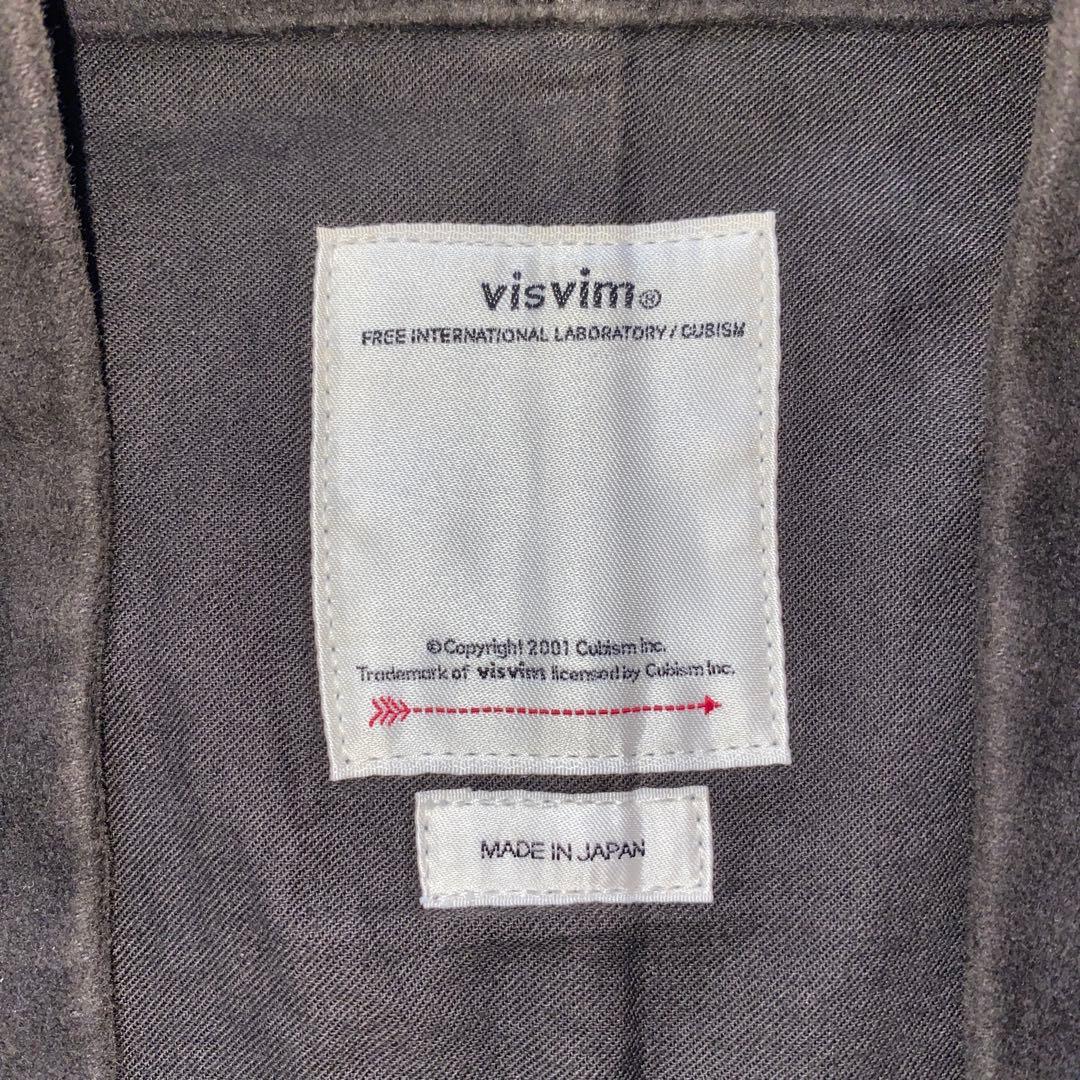 visvim®
FREE INTERNATIONAL LABORATORY / CUBISM
©Copyright 2001 Cubism Inc.
Trademark of visvim licensed by Cubism Inc.
MADE IN JAPAN